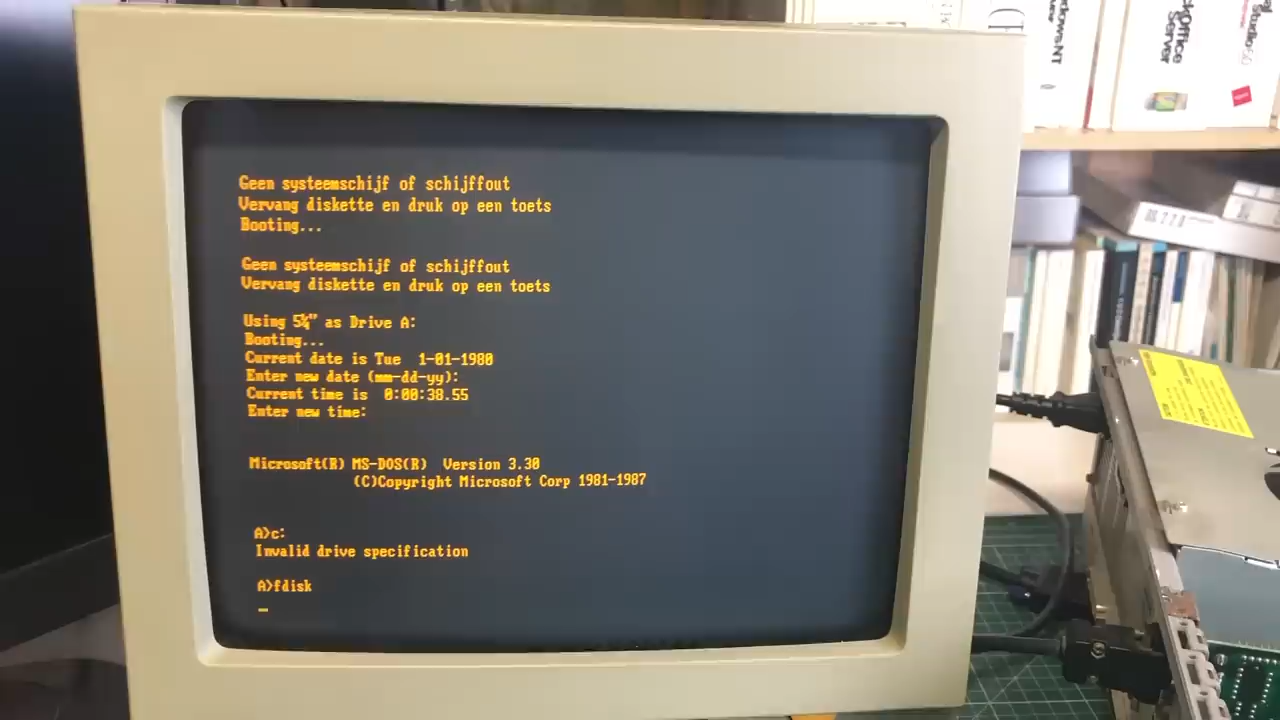 Geen systeemschijf of schijffout
Vervang diskette en druk op een toets
Booting...
Geen systeemschijf of schijffout
Vervang diskette en druk op een toets
Using 5¼" as Drive A:
Booting...
Current date is Tue  1-01-1980
Enter new date (mm-dd-yy):
Current time is  0:00:38.55
Enter new time:
Microsoft(R) MS-DOS(R)  Version 3.30
(C)Copyright Microsoft Corp 1981-1987
A>c:
Invalid drive specification
A>fdisk
Server